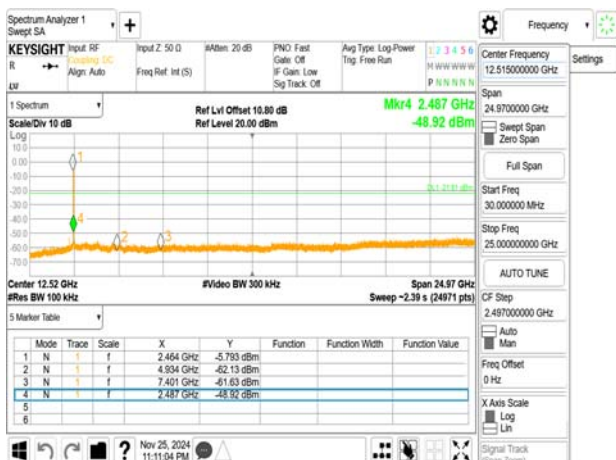 Spectrum Analyzer 1
Swept SA
Frequency
KEYSIGHT
Input: RF
Input Z: 50 Ω
#Atten: 20 dB
PNO: Fast
Avg Type: Log-Power
1 2 3 4 5 6
R
Coupling: DC
Gate: Off
Trig: Free Run
M W W W W W
Align: Auto
Freq Ref: Int (S)
IF Gain: Low
Sig Track: Off
P N N N N N
1 Spectrum
Ref Lvl Offset 10.80 dB
Mkr4 2.487 GHz
Scale/Div 10 dB
Ref Level 20.00 dBm
-48.92 dBm
Log
10.0
0.00
-10.0
-20.0
-30.0
-40.0
-50.0
-60.0
-70.0
1
2
3
4
Center 12.52 GHz
#Video BW 300 kHz
Span 24.97 GHz
#Res BW 100 kHz
Sweep ~2.39 s (24971 pts)
5 Marker Table
Mode Trace Scale X Y Function Function Width Function Value
1 N 1 f 2.464 GHz -5.793 dBm
2 N 1 f 4.934 GHz -62.13 dBm
3 N 1 f 7.401 GHz -61.63 dBm
4 N 1 f 2.487 GHz -48.92 dBm
5
6
?
Nov 25, 2024
11:11:04 PM
Center Frequency
12.515000000 GHz
Settings
Span
24.9700000 GHz
Swept Span
Zero Span
Full Span
Start Freq
30.000000 MHz
Stop Freq
25.000000000 GHz
AUTO TUNE
CF Step
2.497000000 GHz
Auto
Man
Freq Offset
0 Hz
X Axis Scale
Log
Lin
Signal Track